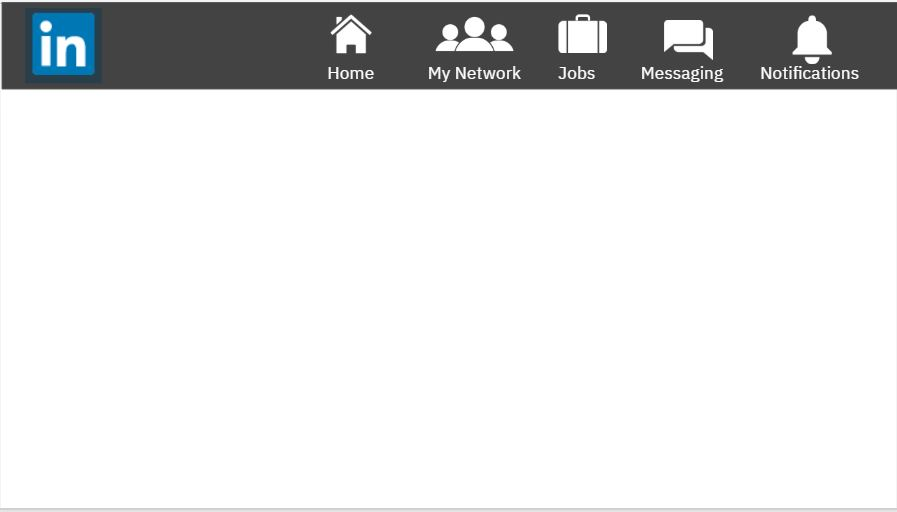 in
Home
My Network
Jobs
Messaging
Notifications